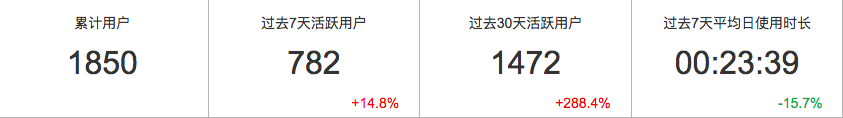 累计用户
1850
过去7天活跃用户
782
+14.8%
过去30天活跃用户
1472
+288.4%
过去7天平均日使用时长
00:23:39
-15.7%